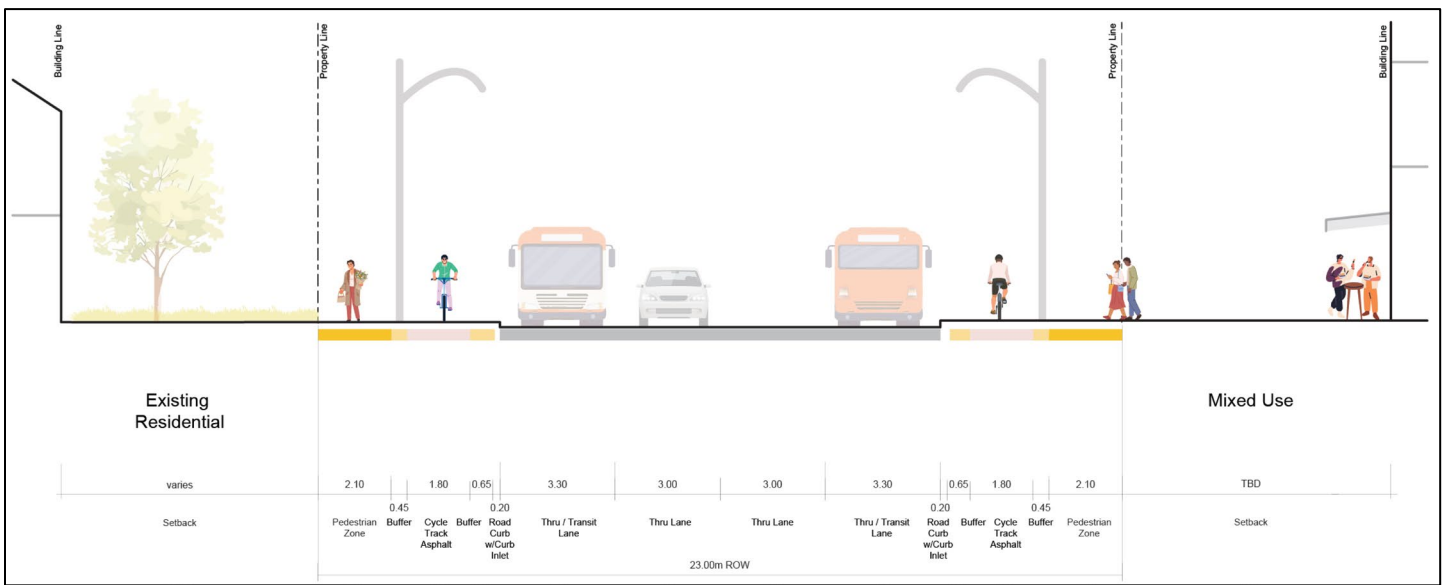 Building Line
Property Line
Property Line
Building Line
Existing
Residential
Mixed Use
varies
2.10
1.80
0.65
3.30
3.00
3.00
3.30
0.65
1.80
2.10
TBD
0.45
0.20
0.20
0.45
Setback
Pedestrian
Zone
Buffer
Cycle
Track
Asphalt
Buffer
Road
Curb
w/Curb
Inlet
Thru / Transit
Lane
Thru Lane
Thru Lane
Thru / Transit
Lane
Road
Curb
w/Curb
Inlet
Buffer
Cycle
Track
Asphalt
Buffer
Pedestrian
Zone
Setback
23.00m ROW